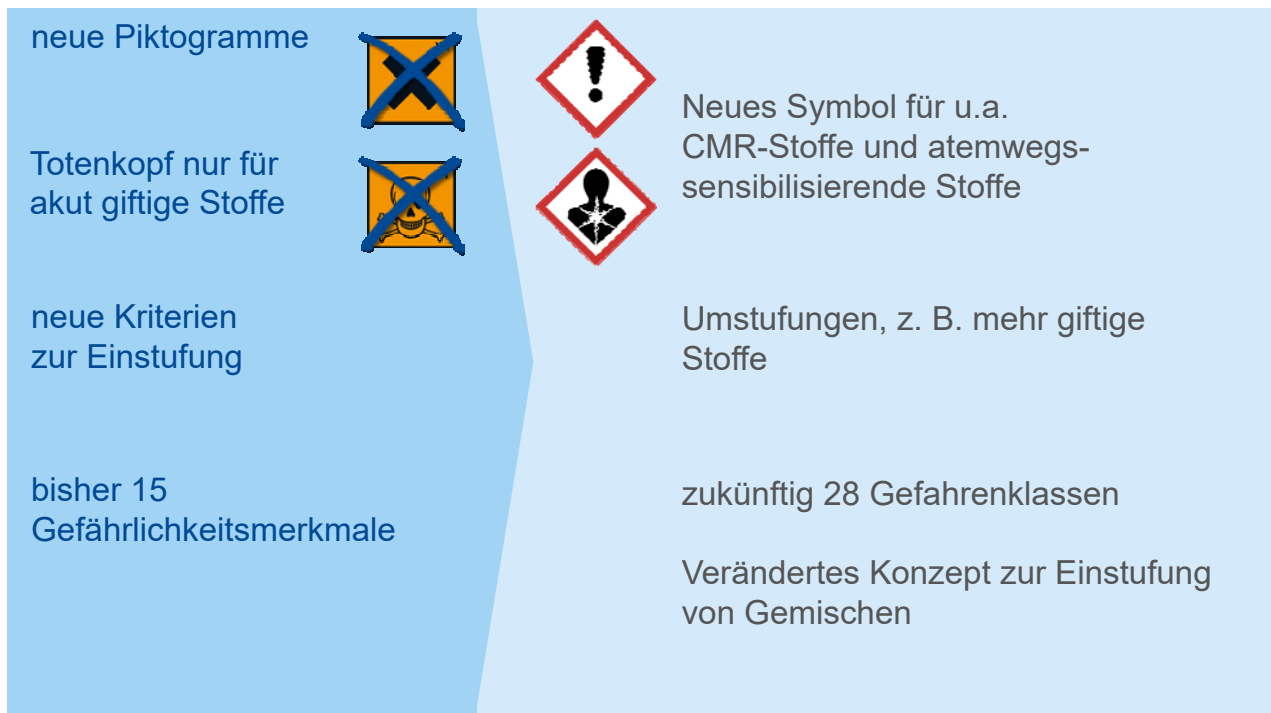 neue Piktogramme
Totenkopf nur für
akut giftige Stoffe
neue Kriterien
zur Einstufung
bisher 15
Gefährlichkeitsmerkmale
Neues Symbol für u.a.
CMR-Stoffe und atemwegs-
sensibilisierende Stoffe
Umstufungen, z. B. mehr giftige
Stoffe
zukünftig 28 Gefahrenklassen
Verändertes Konzept zur Einstufung
von Gemischen